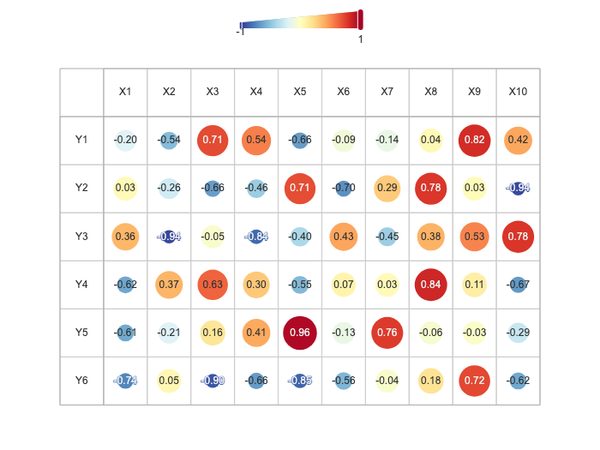 -1
1
X1 X2 X3 X4 X5 X6 X7 X8 X9 X10
Y1 -0.20 -0.54 0.71 0.54 -0.66 -0.09 -0.14 0.04 0.82 0.42
Y2 0.03 -0.26 -0.66 -0.46 0.71 -0.70 0.29 0.78 0.03 -0.94
Y3 0.36 -0.94 -0.05 -0.84 -0.40 0.43 -0.45 0.38 0.53 0.78
Y4 -0.62 0.37 0.63 0.30 -0.55 0.07 0.03 0.84 0.11 -0.67
Y5 -0.61 -0.21 0.16 0.41 0.96 -0.13 0.76 -0.06 -0.03 -0.29
Y6 -0.74 0.05 -0.90 -0.66 -0.85 -0.56 -0.04 0.18 0.72 -0.62